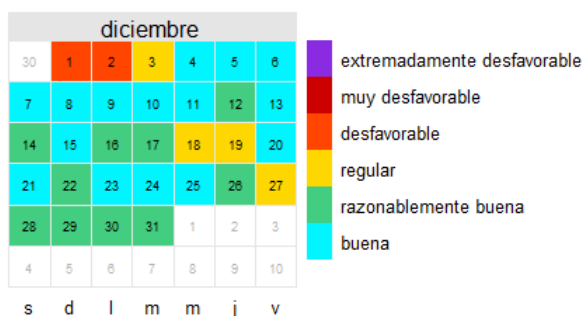 diciembre
30 1 2 3 4 5 6
7 8 9 10 11 12 13
14 15 16 17 18 19 20
21 22 23 24 25 26 27
28 29 30 31 1 2 3
4 5 6 7 8 9 10
s d l m m j v
extremadamente desfavorable
muy desfavorable
desfavorable
regular
razonablemente buena
buena